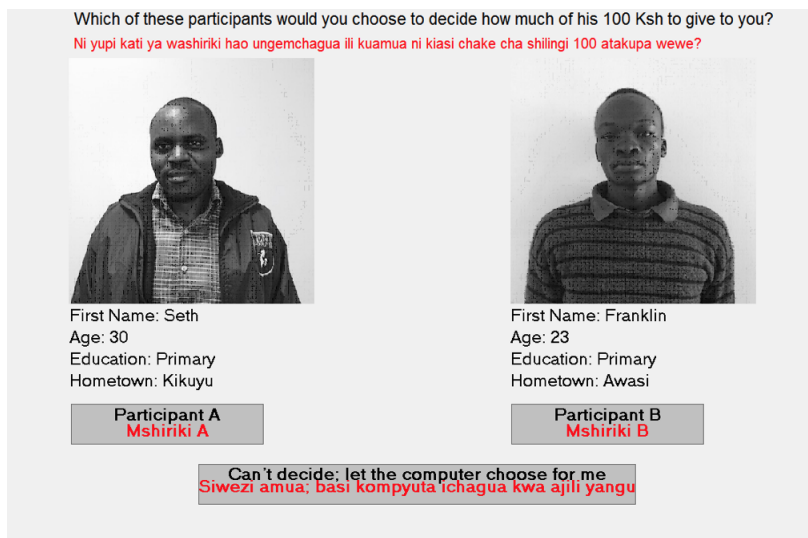 Which of these participants would you choose to decide how much of his 100 Ksh to give to you?
Ni yupi kati ya washiriki hao ungemchagua ili kuamua ni kiasi chake cha shilingi 100 atakupa wewe?
First Name: Seth
Age: 30
Education: Primary
Hometown: Kikuyu
Participant A
Mshiriki A
First Name: Franklin
Age: 23
Education: Primary
Hometown: Awasi
Participant B
Mshiriki B
Can't decide; let the computer choose for me
Siwezi amua; basi kompyuta ichagua kwa ajili yangu